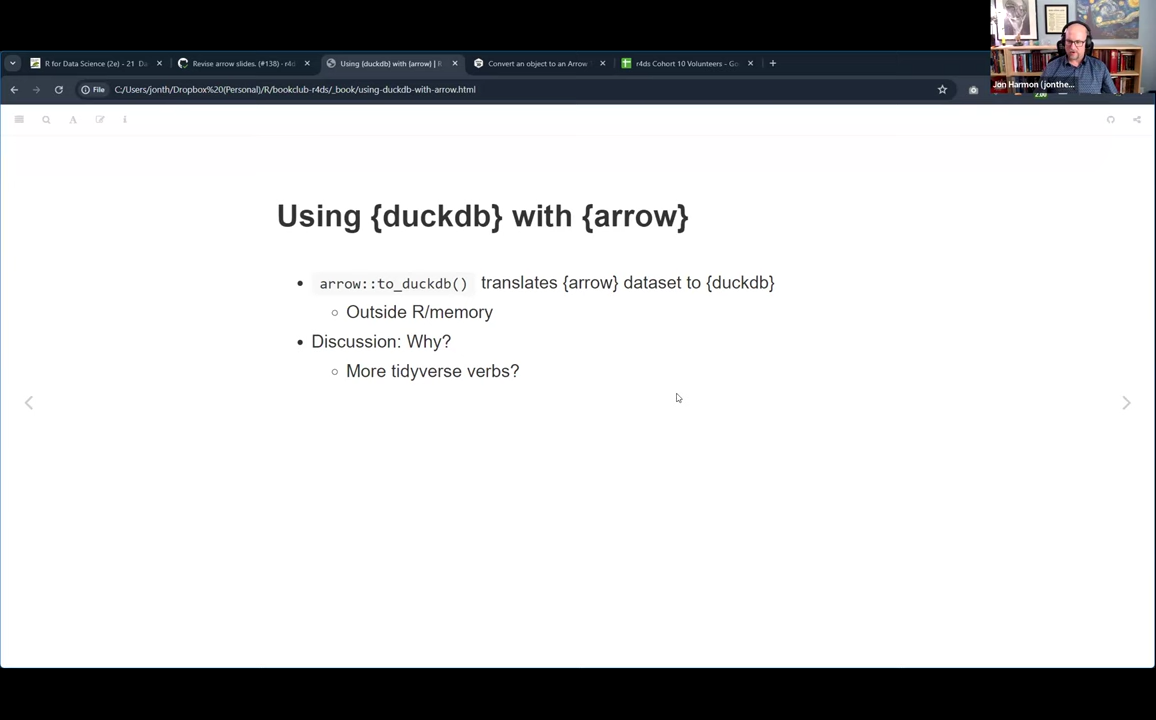 R for Data Science (2e) - 21 Da
Revise arrow slides. (#138) · r4d
Using {duckdb} with {arrow} | R
Convert an object to an Arrow
r4ds Cohort 10 Volunteers - Go
File
C:/Users/jonth/Dropbox%20(Personal)/R/bookclub-r4ds/_book/using-duckdb-with-arrow.html
Jon Harmon (jonthe...
Using {duckdb} with {arrow}
• arrow::to_duckdb() translates {arrow} dataset to {duckdb}
◦ Outside R/memory
• Discussion: Why?
◦ More tidyverse verbs?